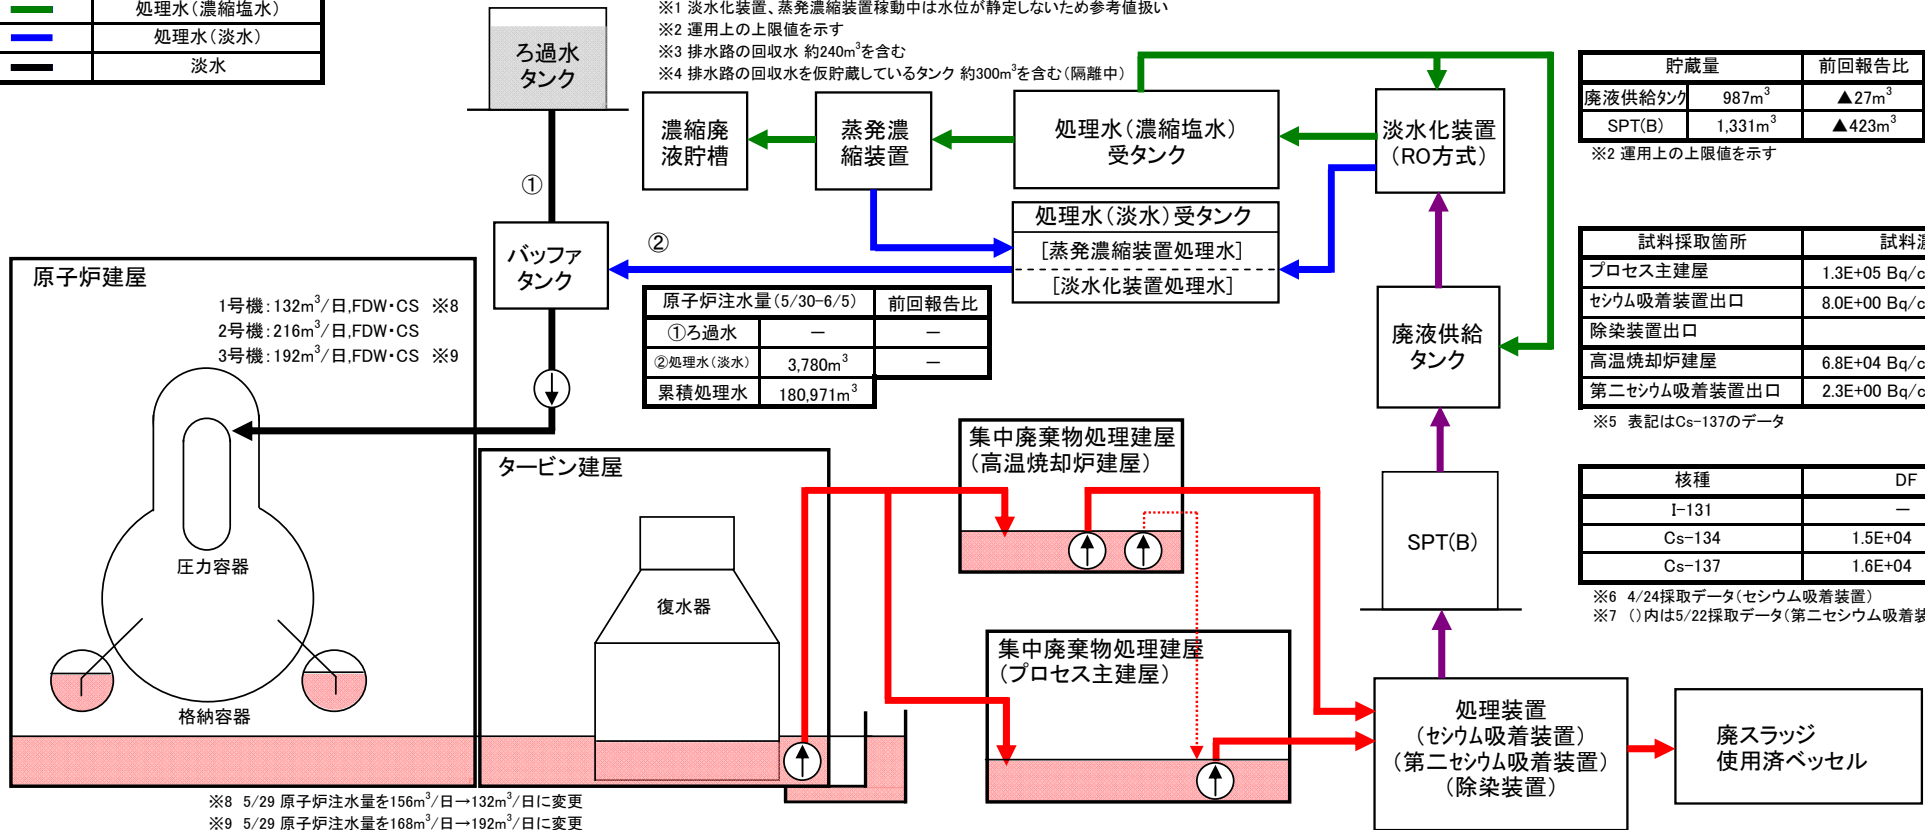 処理水(濃縮塩水)
処理水(淡水)
淡水
※1 淡水化装置、蒸発濃縮装置稼動中は水位が静定しないため参考値扱い
※2 運用上の上限値を示す
※3 排水路の回収水 約240m³を含む
※4 排水路の回収水を仮貯蔵しているタンク 約300m³を含む(隔離中)
ろ過水
タンク
濃縮廃
液貯槽
蒸発濃
縮装置
処理水(濃縮塩水)
受タンク
淡水化装置
(RO方式)
貯蔵量 前回報告比
廃液供給タンク 987m³ ▲27m³
SPT(B) 1,331m³ ▲423m³
※2 運用上の上限値を示す
①
②
バッファ
タンク
処理水(淡水)受タンク
[蒸発濃縮装置処理水]
[淡水化装置処理水]
原子炉建屋
1号機:132m³/日,FDW・CS ※8
2号機:216m³/日,FDW・CS
3号機:192m³/日,FDW・CS ※9
原子炉注水量(5/30-6/5) 前回報告比
①ろ過水 - -
②処理水(淡水) 3,780m³ -
累積処理水 180,971m³
廃液供給
タンク
試料採取箇所 試料
プロセス主建屋 1.3E+05 Bq/c
セシウム吸着装置出口 8.0E+00 Bq/c
除染装置出口
高温焼却炉建屋 6.8E+04 Bq/c
第二セシウム吸着装置出口 2.3E+00 Bq/c
※5 表記はCs-137のデータ
タービン建屋
集中廃棄物処理建屋
(高温焼却炉建屋)
核種 DF
I-131 -
Cs-134 1.5E+04
Cs-137 1.6E+04
※6 4/24採取データ(セシウム吸着装置)
※7 ()内は5/22採取データ(第二セシウム吸着装
SPT(B)
圧力容器
復水器
格納容器
集中廃棄物処理建屋
(プロセス主建屋)
処理装置
(セシウム吸着装置)
(第二セシウム吸着装置)
(除染装置)
廃スラッジ
使用済ベッセル
※8 5/29 原子炉注水量を156m³/日→132m³/日に変更
※9 5/29 原子炉注水量を168m³/日→192m³/日に変更